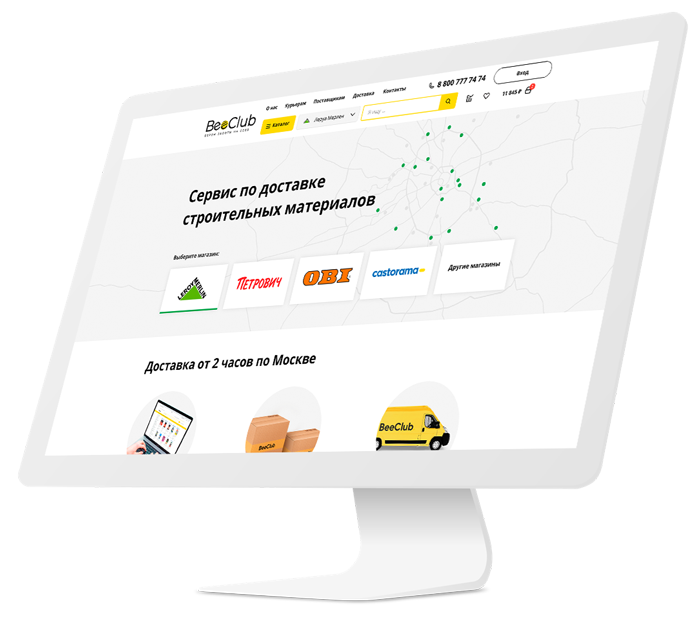 О нас Курьерам Поставщикам Доставка Контакты
8 800 777 74 74
Вход
BeeClub
Каталог
Леруа Мерлен
Я ищу
11 845 ₽
Сервис по доставке
строительных материалов
Выберите магазин:
LEROY MERLIN
ПЕТРОВИЧ
OBI
castorama
Другие магазины
Доставка от 2 часов по Москве
BeeClub
BeeClub